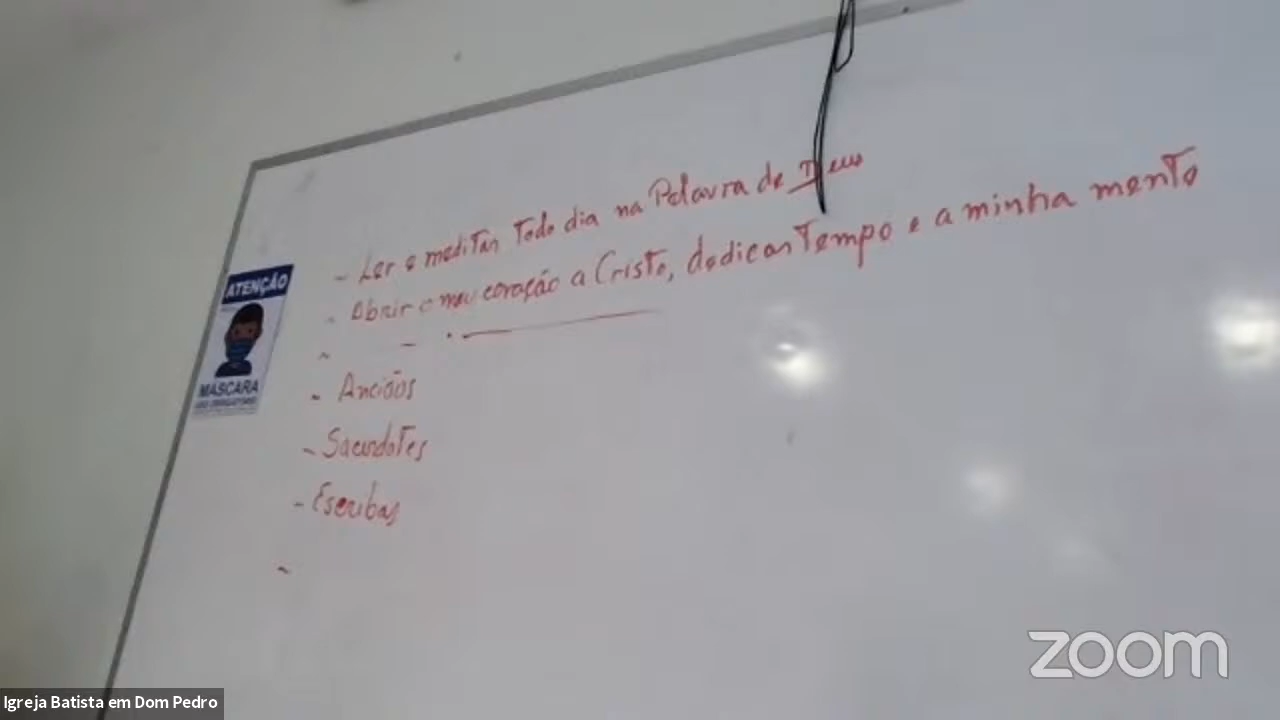 - Ler e meditar todo dia na Palavra de Deus
- Abrir o meu coração a Cristo, dedicar Tempo e a minha mente
- Anciãos
- Sacerdotes
- Escribas
ATENÇÃO
MÁSCARA
zoom
Igreja Batista em Dom Pedro